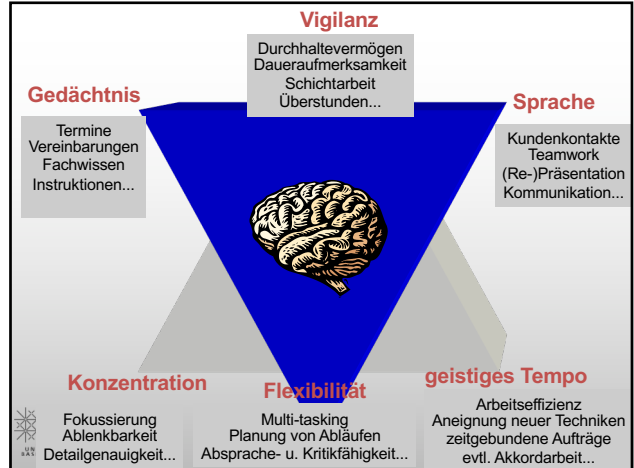 Vigilanz
Durchhaltevermögen
Daueraufmerksamkeit
Schichtarbeit
Überstunden...
Gedächtnis
Termine
Vereinbarungen
Fachwissen
Instruktionen...
Sprache
Kundenkontakte
Teamwork
(Re-)Präsentation
Kommunikation...
Konzentration
Fokussierung
Ablenkbarkeit
Detailgenauigkeit...
Flexibilität
Multi-tasking
Planung von Abläufen
Absprache- u. Kritikfähigkeit...
geistiges Tempo
Arbeitseffizienz
Aneignung neuer Techniken
zeitgebundene Aufträge
evtl. Akkordarbeit...